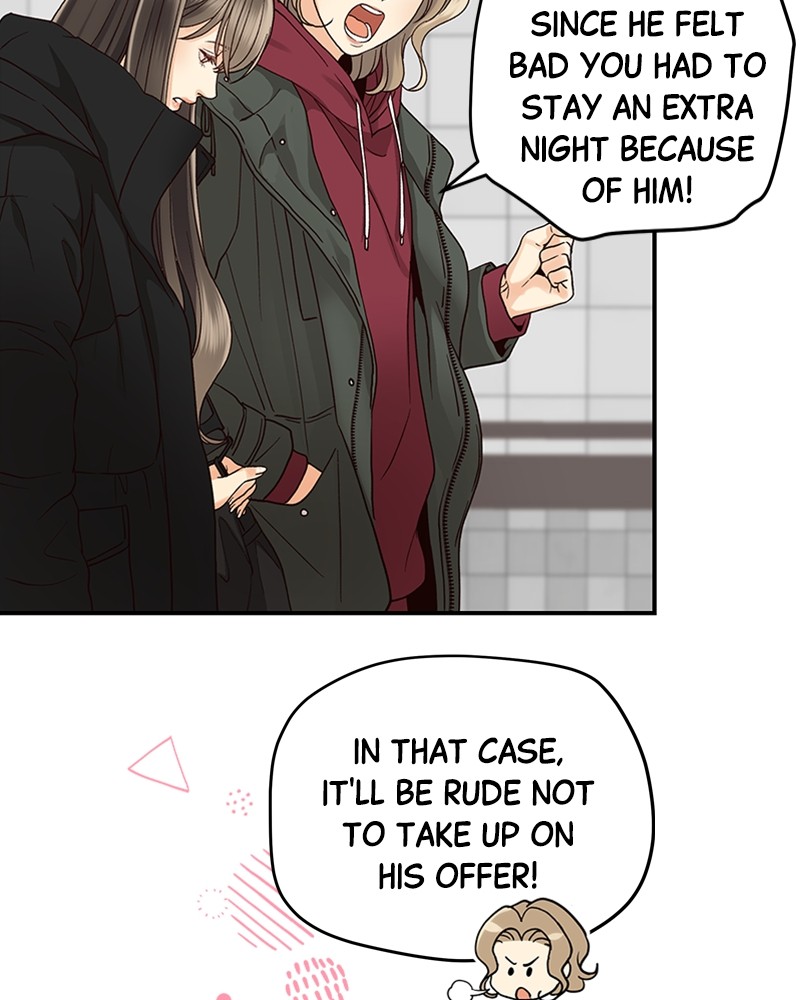 SINCE HE FELT
BAD YOU HAD TO
STAY AN EXTRA
NIGHT BECAUSE
OF HIM!
IN THAT CASE,
IT'LL BE RUDE NOT
TO TAKE UP ON
HIS OFFER!